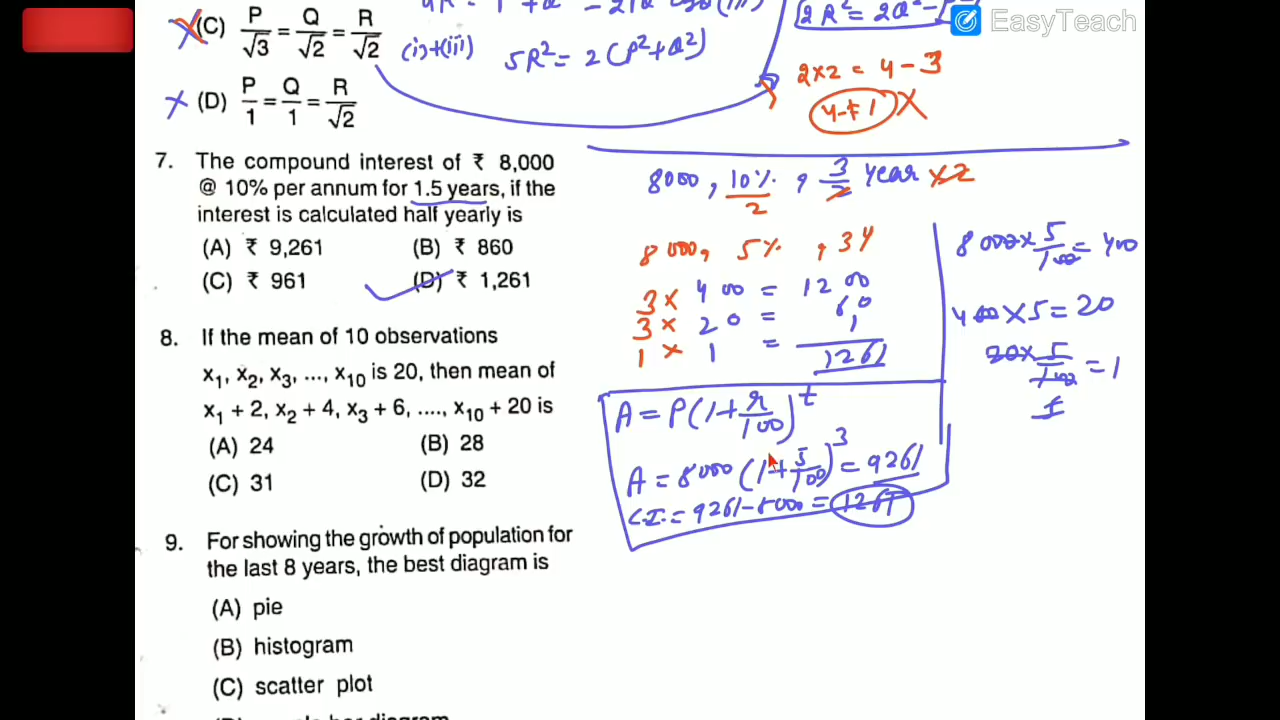 (C) P/√3 = Q/√2 = R/√2
(i)+(iii) 5R² = 2(P²+Q²)
2R² = 2Q² –
EasyTeach
2×2 = 4 – 3
4 ≠ 1 X
(D) P/1 = Q/1 = R/√2
7. The compound interest of ₹ 8,000
@ 10% per annum for 1.5 years, if the
interest is calculated half yearly is
(A) ₹ 9,261 (B) ₹ 860
(C) ₹ 961 (D) ₹ 1,261
8000, 10%/2, 3/2 year ×2
8000, 5%, 3Y
3 × 400 = 1200
3 × 20 = 60
1 × 1 = 1
1261
8000 × 5/100 = 400
400 × 5 = 20
20 × 5/100 = 1
1
A = P(1+r/100)^t
A = 8000(1+5/100)³ = 9261
C.I. = 9261 – 8000 = 1261
8. If the mean of 10 observations
x₁, x₂, x₃, ..., x₁₀ is 20, then mean of
x₁ + 2, x₂ + 4, x₃ + 6, ...., x₁₀ + 20 is
(A) 24 (B) 28
(C) 31 (D) 32
9. For showing the growth of population for
the last 8 years, the best diagram is
(A) pie
(B) histogram
(C) scatter plot